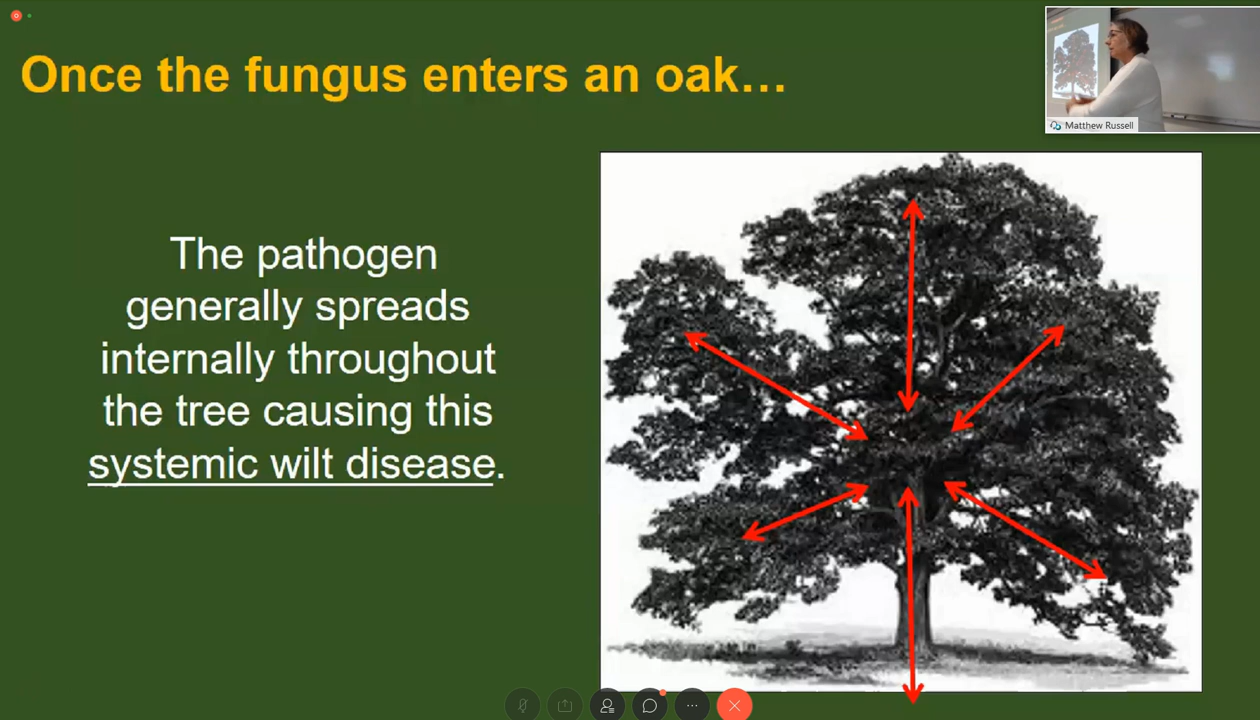 Once the fungus enters an oak…
Matthew Russell
The pathogen
generally spreads
internally throughout
the tree causing this
systemic wilt disease.